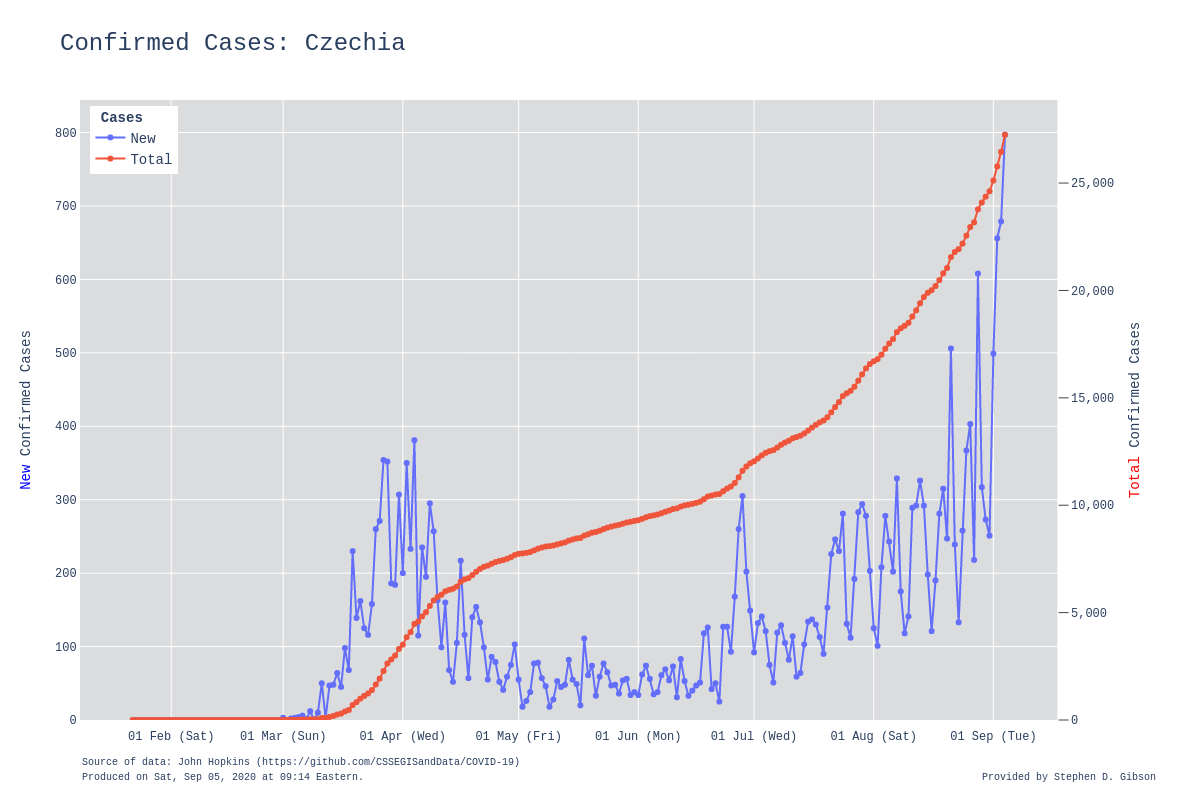 Confirmed Cases: Czechia
Cases
New
Total
800
700
600
500
400
300
200
100
0
25,000
20,000
15,000
10,000
5,000
0
New Confirmed Cases
Total Confirmed Cases
01 Feb (Sat)
01 Mar (Sun)
01 Apr (Wed)
01 May (Fri)
01 Jun (Mon)
01 Jul (Wed)
01 Aug (Sat)
01 Sep (Tue)
Source of data: John Hopkins (https://github.com/CSSEGISandData/COVID-19)
Produced on Sat, Sep 05, 2020 at 09:14 Eastern.
Provided by Stephen D. Gibson